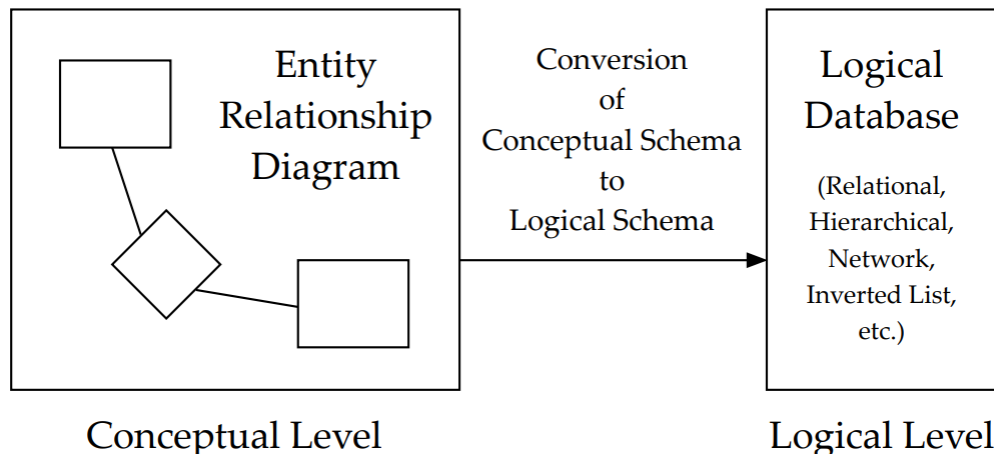 Entity
Relationship
Diagram
Conversion
of
Conceptual Schema
to
Logical Schema
Logical
Database
(Relational,
Hierarchical,
Network,
Inverted List,
etc.)
Conceptual Level
Logical Level